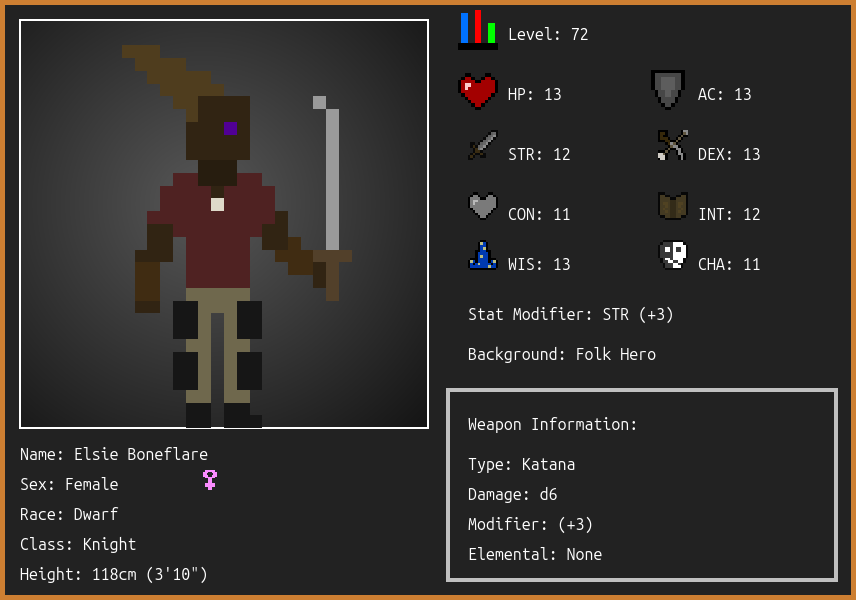 Level: 72
HP: 13
AC: 13
STR: 12
DEX: 13
CON: 11
INT: 12
WIS: 13
CHA: 11
Stat Modifier: STR (+3)
Background: Folk Hero
Weapon Information:
Type: Katana
Damage: d6
Modifier: (+3)
Elemental: None
Name: Elsie Boneflare
Sex: Female
Race: Dwarf
Class: Knight
Height: 118cm (3'10")